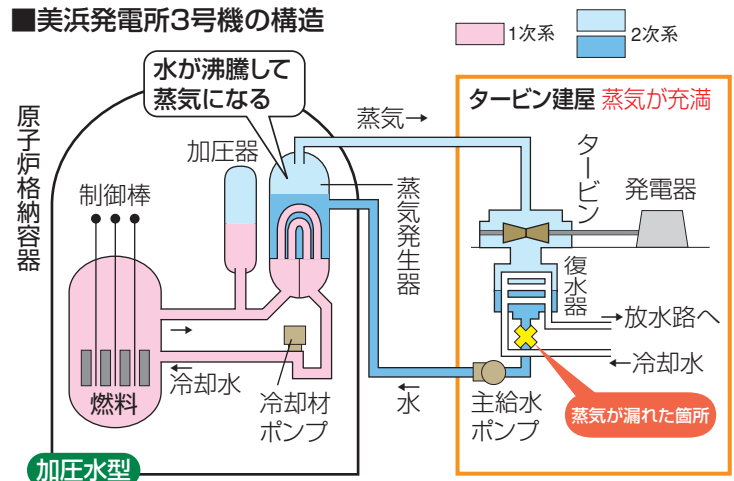 ■美浜発電所3号機の構造
1次系
2次系
水が沸騰して
蒸気になる
タービン建屋 蒸気が充満
原子炉格納容器
加圧器
蒸気→
タービン
発電器
制御棒
蒸気発生器
復水器
→放水路へ
→
←冷却水
←
冷却水
燃料
冷却材
ポンプ
←
水
主給水
ポンプ
蒸気が漏れた箇所
加圧水型